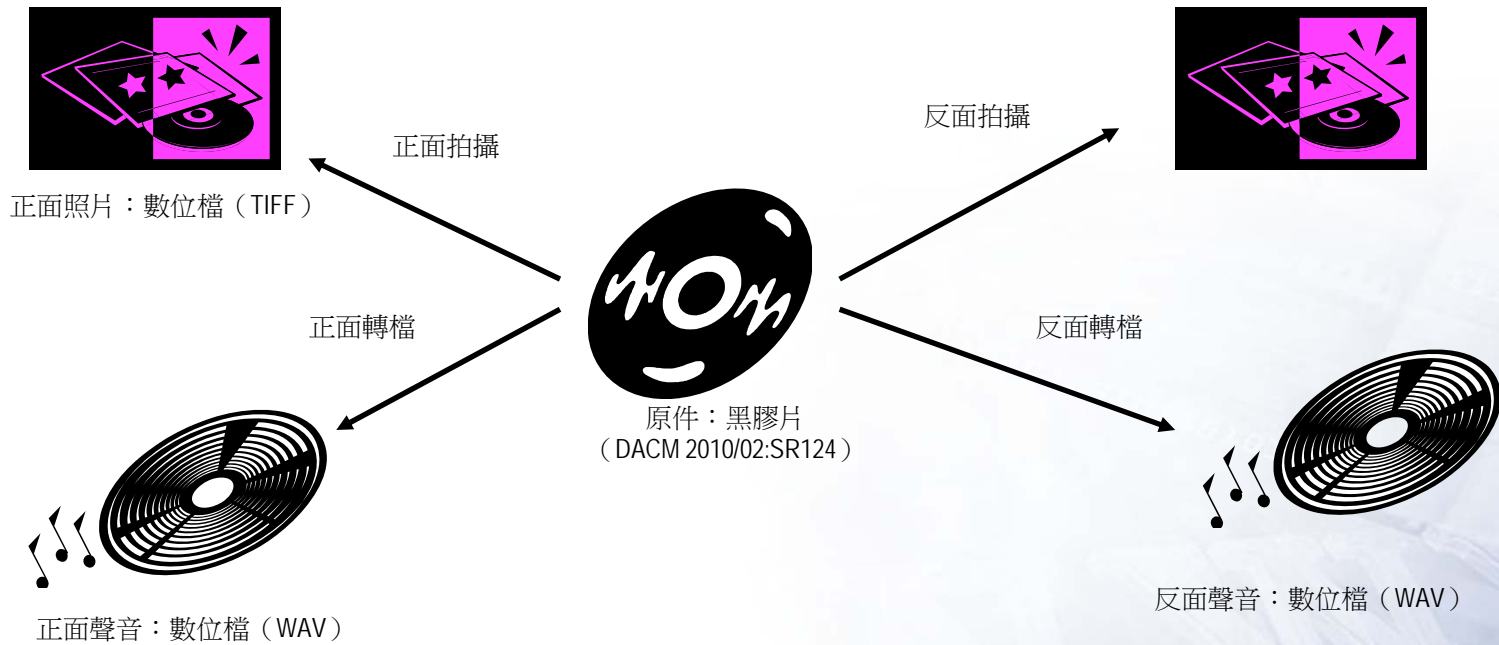 反面拍攝
正面拍攝
正面照片：數位檔（TIFF）
正面轉檔
反面轉檔
原件：黑膠片
（DACM 2010/02:SR124）
反面聲音：數位檔（WAV）
正面聲音：數位檔（WAV）